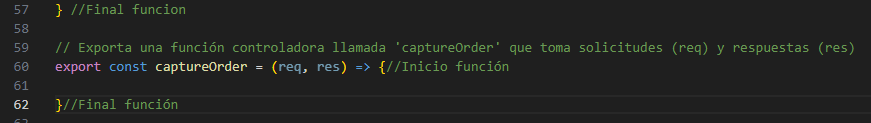 57 } //Final funcion
58
59 // Exporta una función controladora llamada 'captureOrder' que toma solicitudes (req) y respuestas (res)
60 export const captureOrder = (req, res) => {//Inicio función
61
62 }//Final función
63